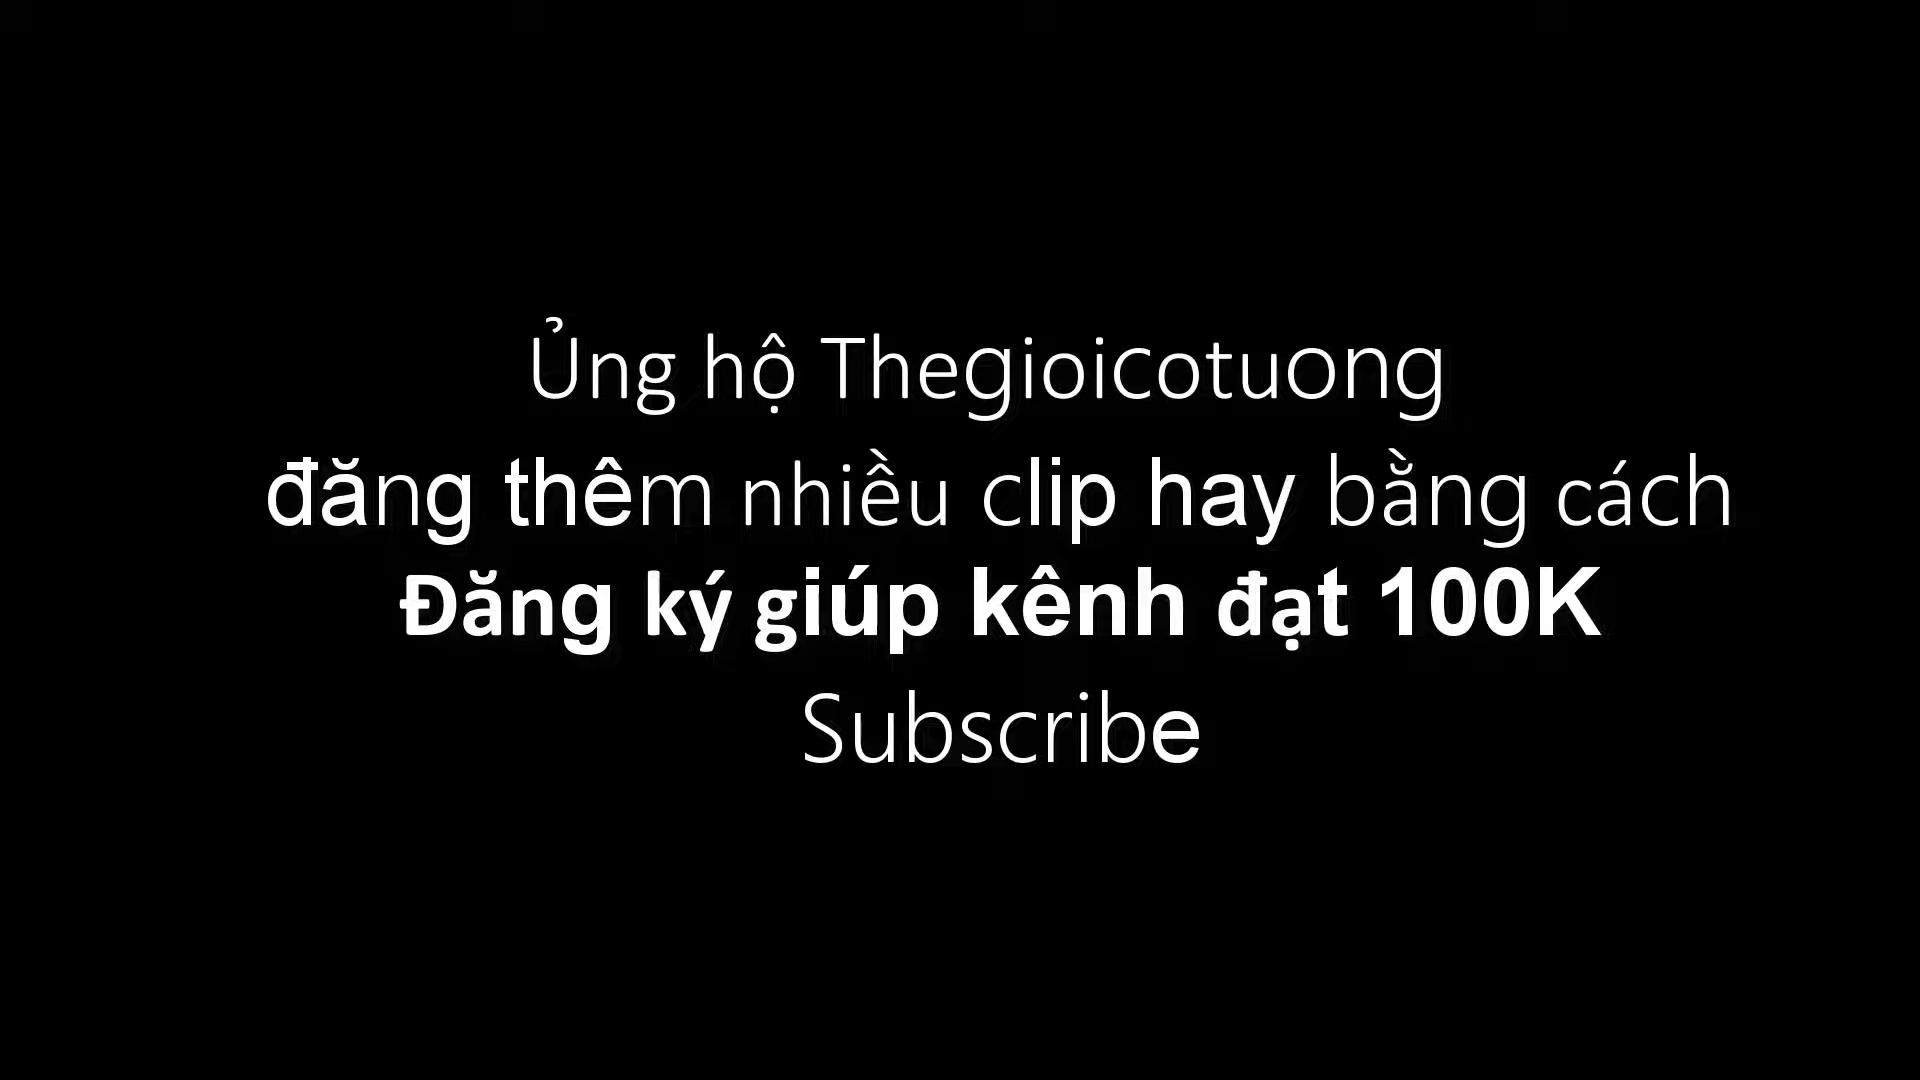 Ủng hộ Thegioicotuong
đăng thêm nhiều clip hay bằng cách
Đăng ký giúp kênh đạt 100K
Subscribe